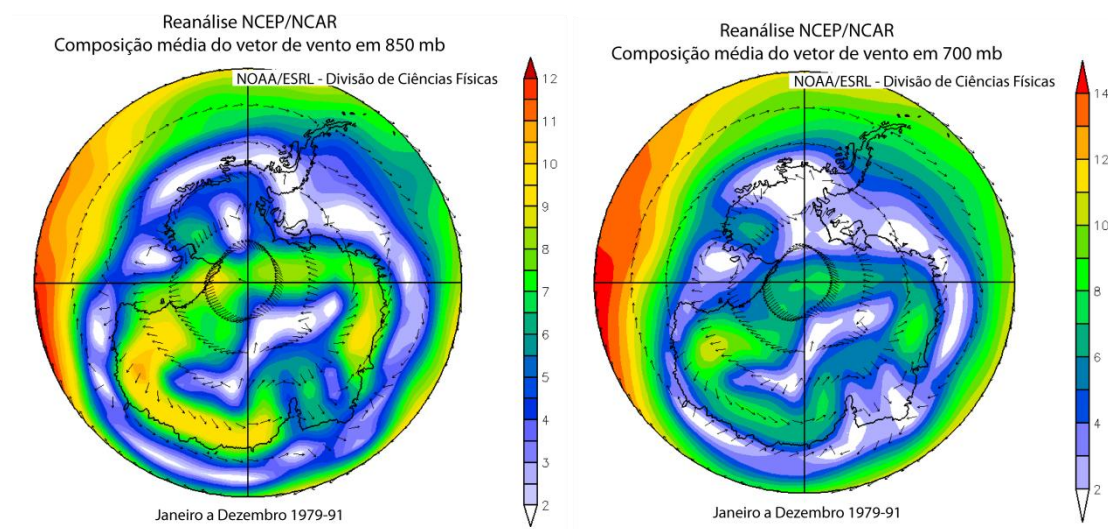 Reanálise NCEP/NCAR
Composição média do vetor de vento em 850 mb
NOAA/ESRL - Divisão de Ciências Físicas
12
11
10
9
8
7
6
5
4
3
2
Janeiro a Dezembro 1979-91
Reanálise NCEP/NCAR
Composição média do vetor de vento em 700 mb
NOAA/ESRL - Divisão de Ciências Físicas
14
12
10
8
6
4
2
Janeiro a Dezembro 1979-91